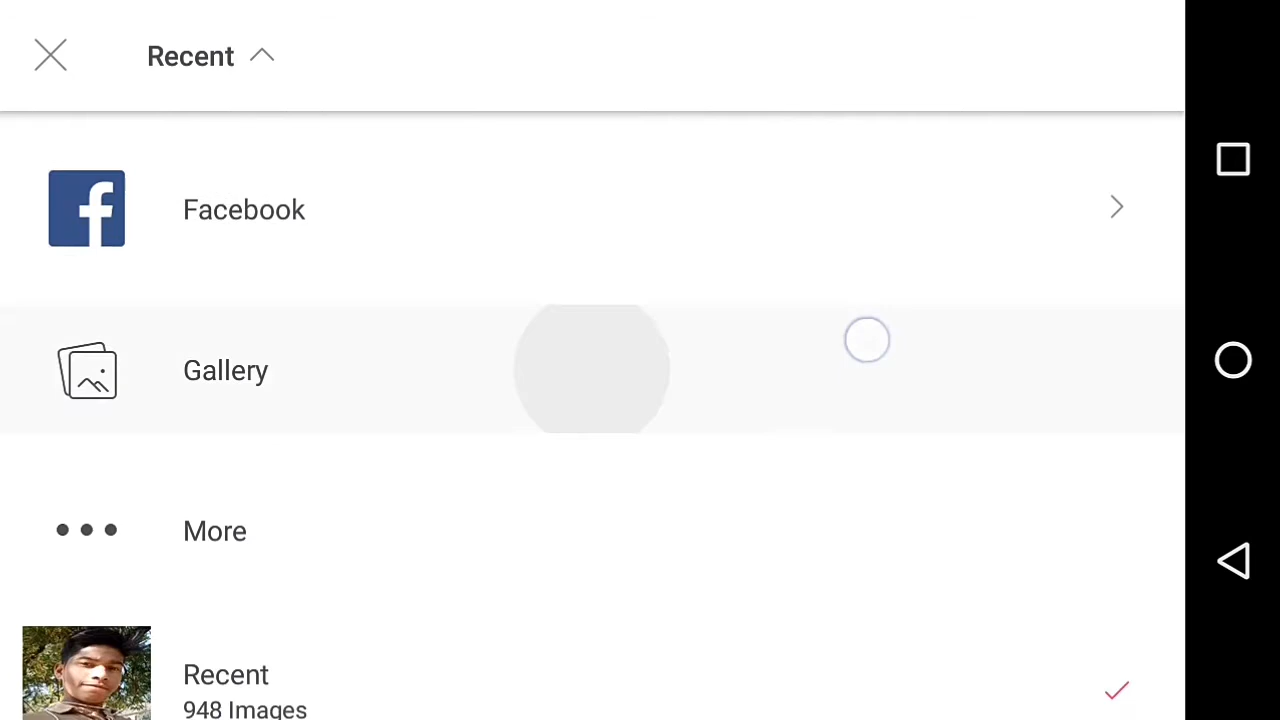 Recent
Facebook
Gallery
More
Recent
948 Images